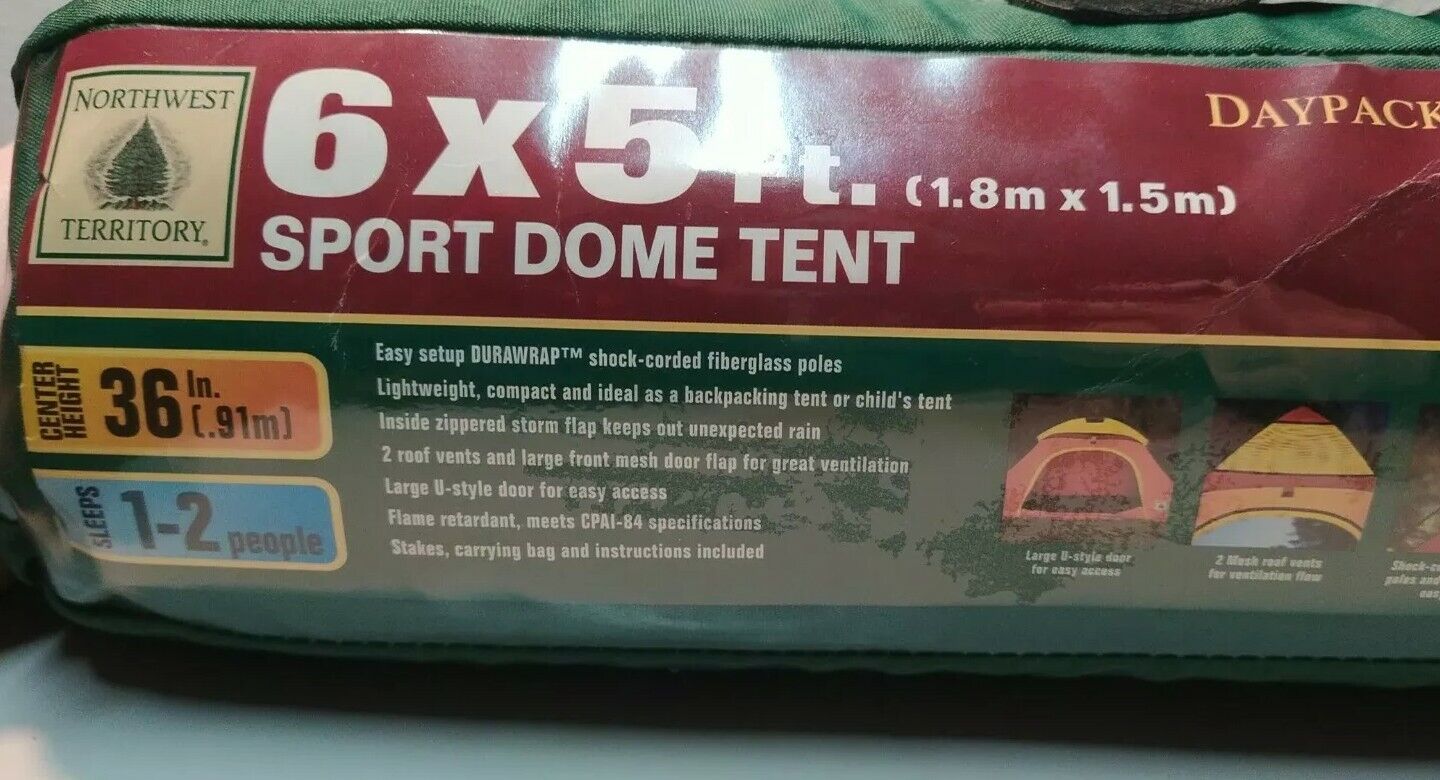 NORTHWEST
TERRITORY®
6 x 5 ft. (1.8m x 1.5m)
SPORT DOME TENT
DAYPACK
CENTER HEIGHT
36 In.
(.91m)
SLEEPS
1-2 people
Easy setup DURAWRAP™ shock-corded fiberglass poles
Lightweight, compact and ideal as a backpacking tent or child's tent
Inside zippered storm flap keeps out unexpected rain
2 roof vents and large front mesh door flap for great ventilation
Large U-style door for easy access
Flame retardant, meets CPAI-84 specifications
Stakes, carrying bag and instructions included
Large U-style door
for easy access
2 Mesh roof vents
for ventilation flow
poles and